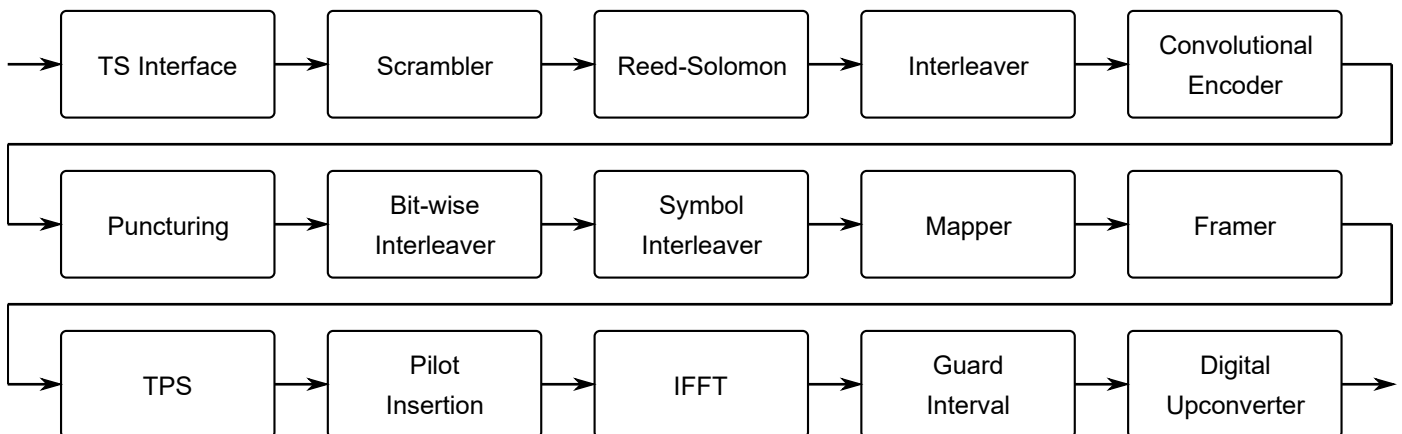 TS Interface
Scrambler
Reed-Solomon
Interleaver
Convolutional
Encoder
Puncturing
Bit-wise
Interleaver
Symbol
Interleaver
Mapper
Framer
TPS
Pilot
Insertion
IFFT
Guard
Interval
Digital
Upconverter